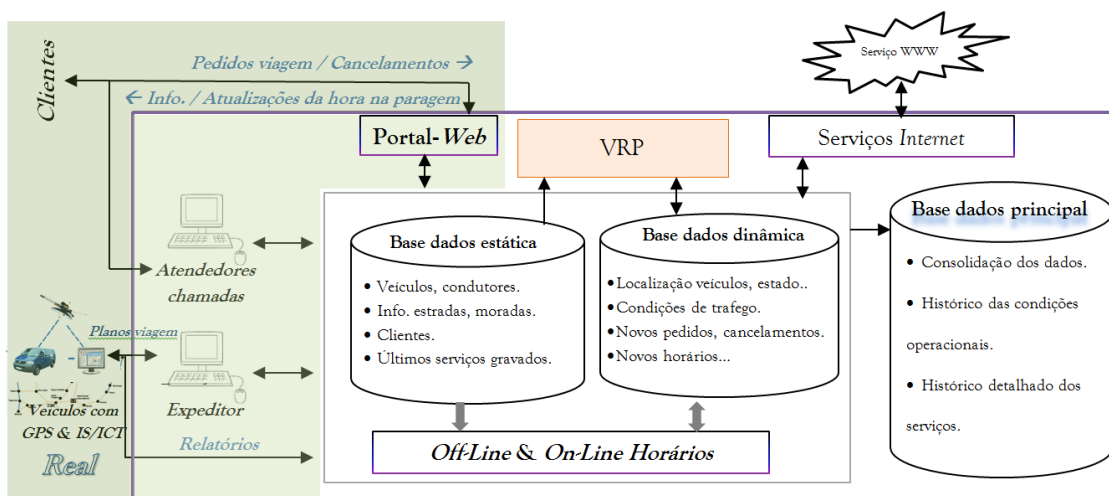 Clientes
Pedidos viagem / Cancelamentos →
← Info. / Atualizações da hora na paragem
Serviço WWW
Portal-Web
VRP
Serviços Internet
Atendedores
chamadas
Planos viagem
Expeditor
Veículos com
GPS & IS/ICT
Real
Relatórios
Base dados estática
• Veículos, condutores.
• Info. estradas, moradas.
• Clientes.
• Últimos serviços gravados.
Base dados dinâmica
• Localização veículos, estado..
• Condições de trafego.
• Novos pedidos, cancelamentos.
• Novos horários...
Off-Line & On-Line Horários
Base dados principal
• Consolidação dos dados.
• Histórico das condições
operacionais.
• Histórico detalhado dos
serviços.